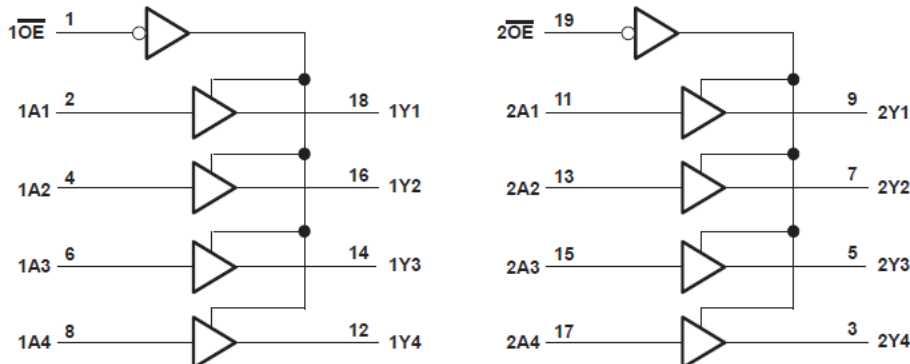 1OE 1
1A1 2 18 1Y1
1A2 4 16 1Y2
1A3 6 14 1Y3
1A4 8 12 1Y4
2OE 19
2A1 11 9 2Y1
2A2 13 7 2Y2
2A3 15 5 2Y3
2A4 17 3 2Y4